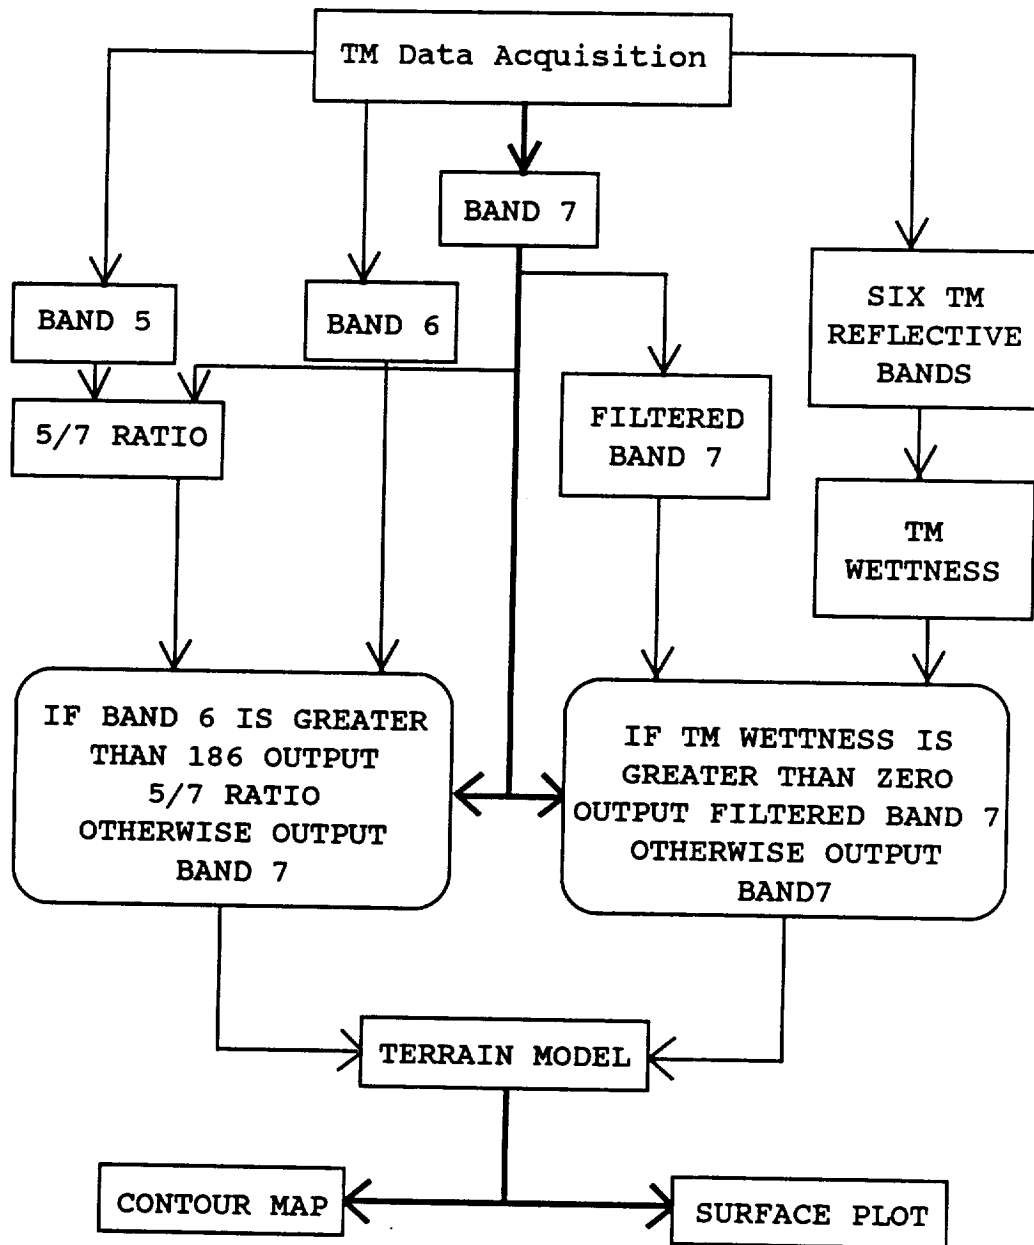 TM Data Acquisition
BAND 7
BAND 5
BAND 6
SIX TM
REFLECTIVE
BANDS
5/7 RATIO
FILTERED
BAND 7
TM
WETTNESS
IF BAND 6 IS GREATER
THAN 186 OUTPUT
5/7 RATIO
OTHERWISE OUTPUT
BAND 7
IF TM WETTNESS IS
GREATER THAN ZERO
OUTPUT FILTERED BAND 7
OTHERWISE OUTPUT
BAND7
TERRAIN MODEL
CONTOUR MAP
SURFACE PLOT